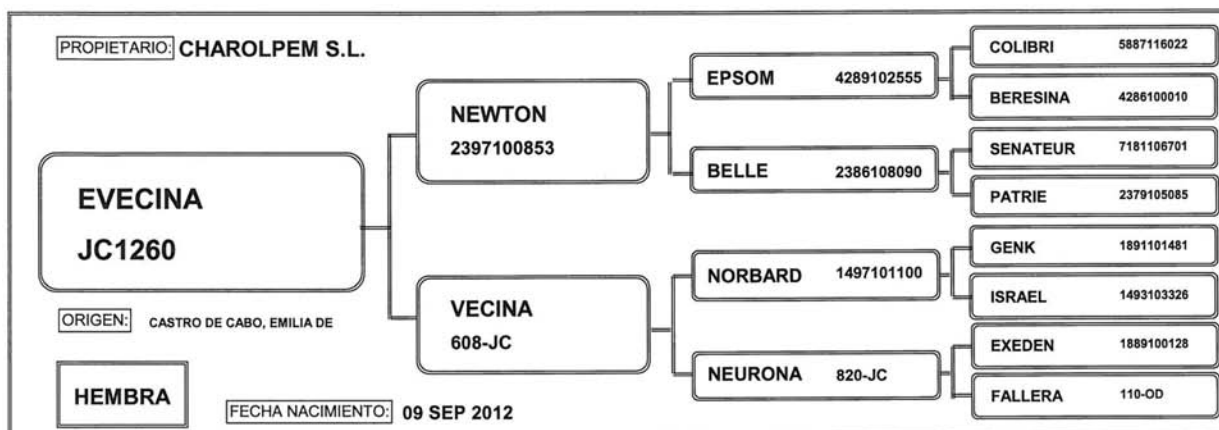 PROPIETARIO: CHAROLPEM S.L.
EVECINA
JC1260
ORIGEN: CASTRO DE CABO, EMILIA DE
HEMBRA
FECHA NACIMIENTO: 09 SEP 2012
NEWTON
2397100853
VECINA
608-JC
EPSOM 4289102555
BELLE 2386108090
NORBARD 1497101100
NEURONA 820-JC
COLIBRI 5887116022
BERESINA 4286100010
SENATEUR 7181106701
PATRIE 2379105085
GENK 1891101481
ISRAEL 1493103326
EXEDEN 1889100128
FALLERA 110-OD